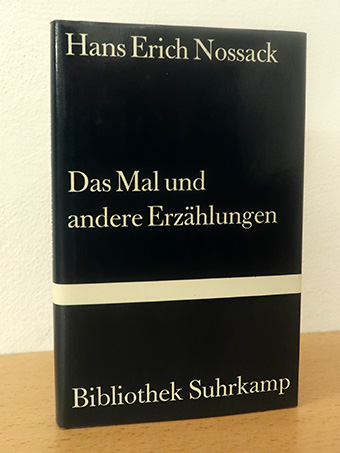 Hans Erich Nossack
Das Mal und
andere Erzählungen
Bibliothek Suhrkamp